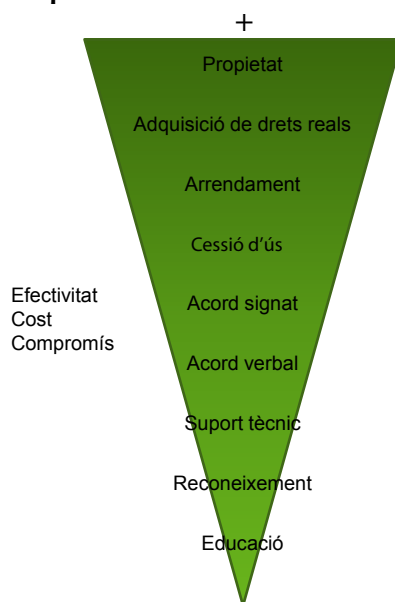 +
Propietat
Adquisició de drets reals
Arrendament
Cessió d'ús
Efectivitat
Cost
Compromís
Acord signat
Acord verbal
Suport tècnic
Reconeixement
Educació